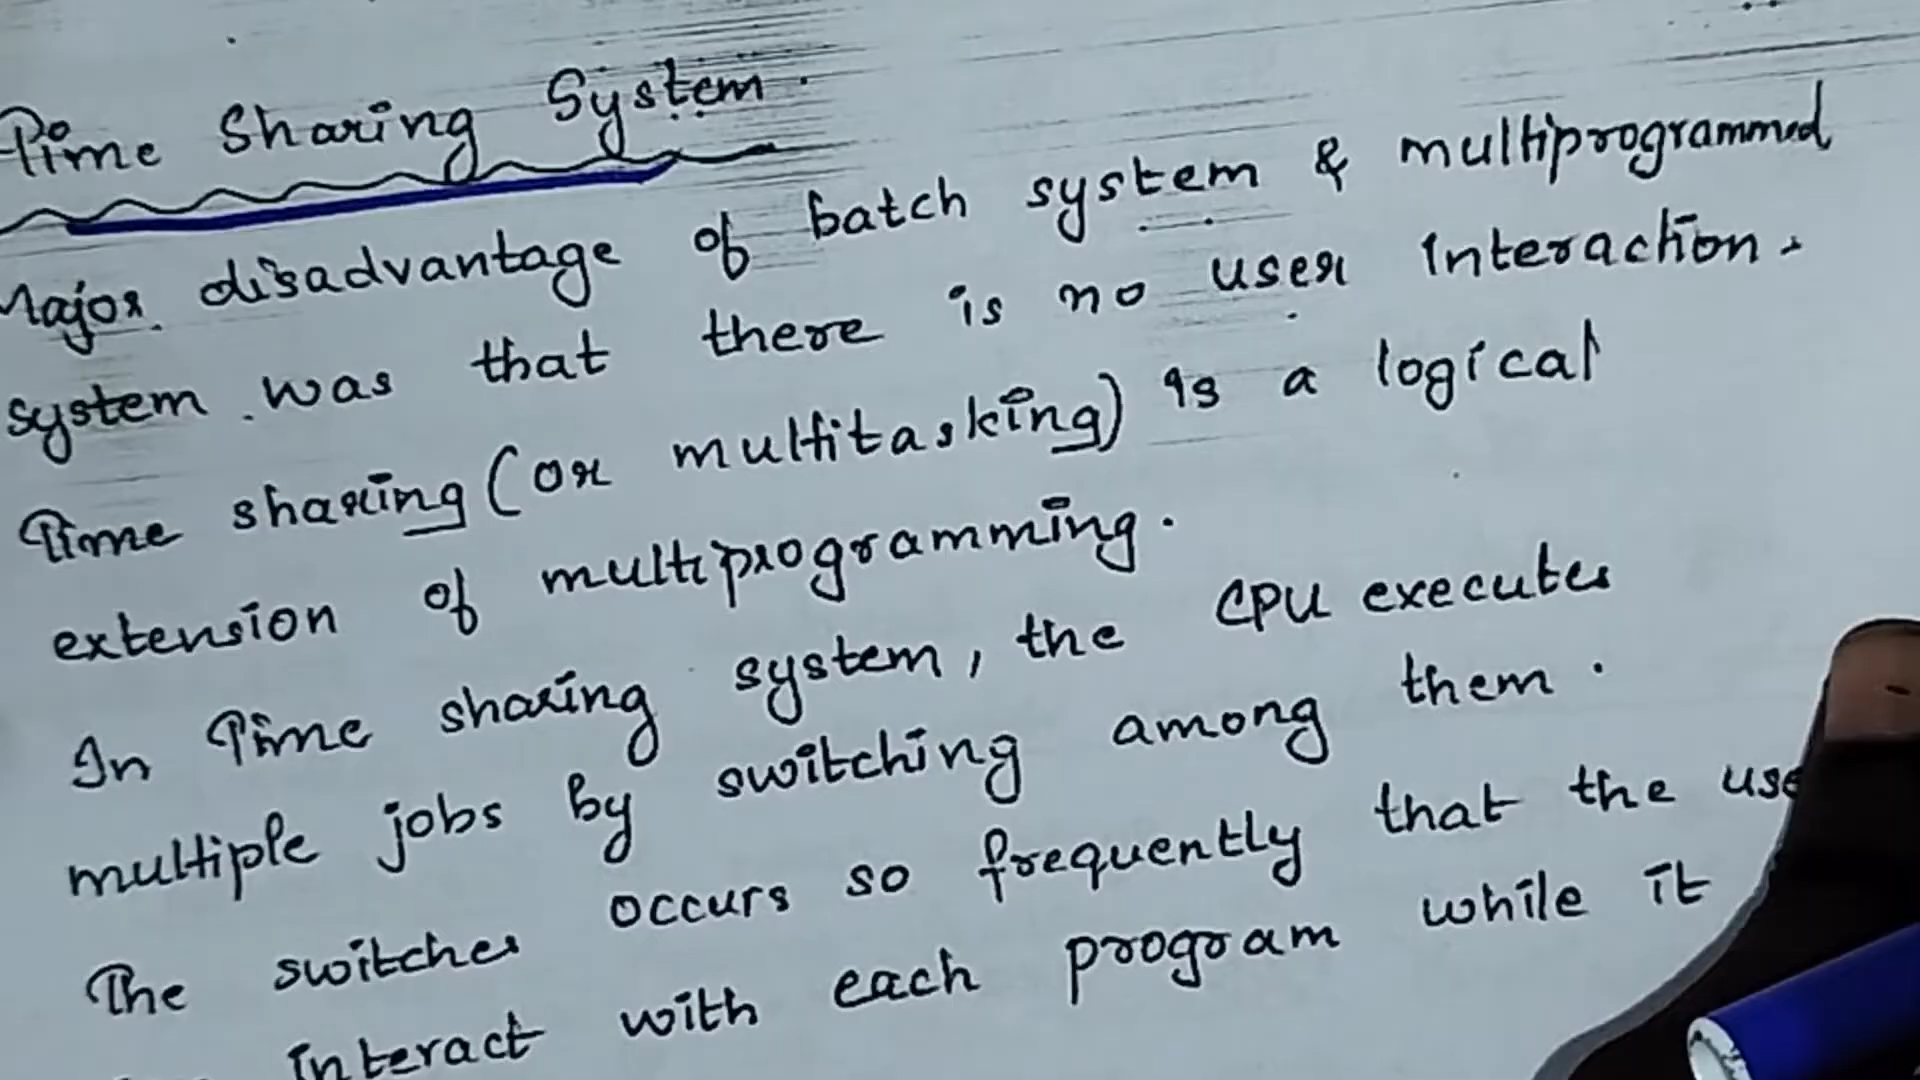 Time Sharing System.
Major disadvantage of batch system & multiprogrammed
system was that there is no user interaction.
Time sharing (or multitasking) is a logical
extension of multiprogramming.
In Time sharing system, the CPU executes
multiple jobs by switching among them.
The switches occurs so frequently that the use
interact with each program while it